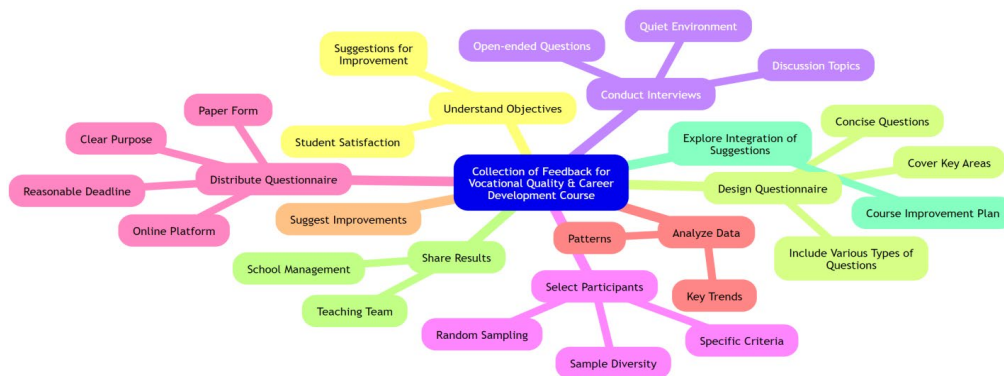 Collection of Feedback for
Vocational Quality & Career
Development Course
Understand Objectives
Suggestions for
Improvement
Student Satisfaction
Conduct Interviews
Open-ended Questions
Quiet Environment
Discussion Topics
Explore Integration of
Suggestions
Course Improvement Plan
Design Questionnaire
Concise Questions
Cover Key Areas
Include Various Types of
Questions
Analyze Data
Patterns
Key Trends
Select Participants
Random Sampling
Sample Diversity
Specific Criteria
Share Results
School Management
Teaching Team
Suggest Improvements
Distribute Questionnaire
Paper Form
Clear Purpose
Reasonable Deadline
Online Platform